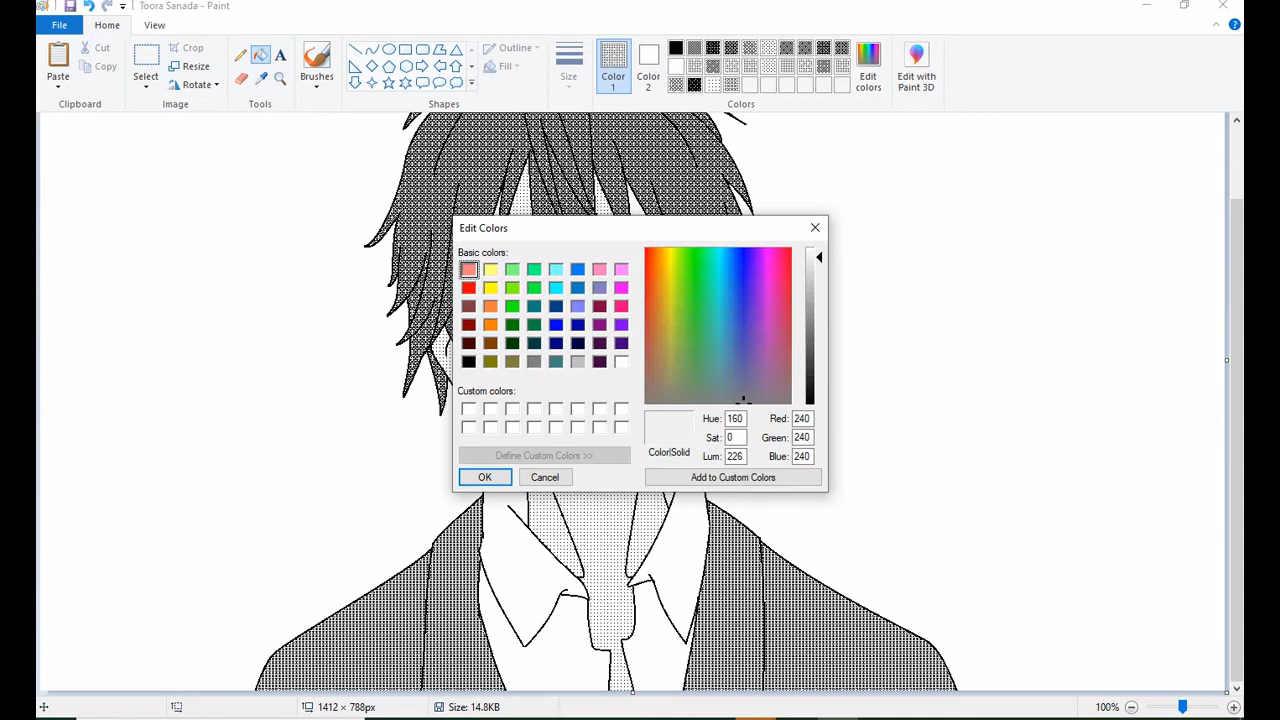 Toora Sanada - Paint
File
Home
View
Paste
Cut
Copy
Clipboard
Select
Crop
Resize
Rotate
Image
A
Tools
Brushes
Outline
Fill
Shapes
Size
Color 1
Color 2
Edit colors
Colors
Edit with Paint 3D
Edit Colors
Basic colors:
Custom colors:
Define Custom Colors >>
OK
Cancel
Color|Solid
Hue: 160
Sat: 0
Lum: 226
Red: 240
Green: 240
Blue: 240
Add to Custom Colors
1412 × 788px
Size: 14.8KB
100%